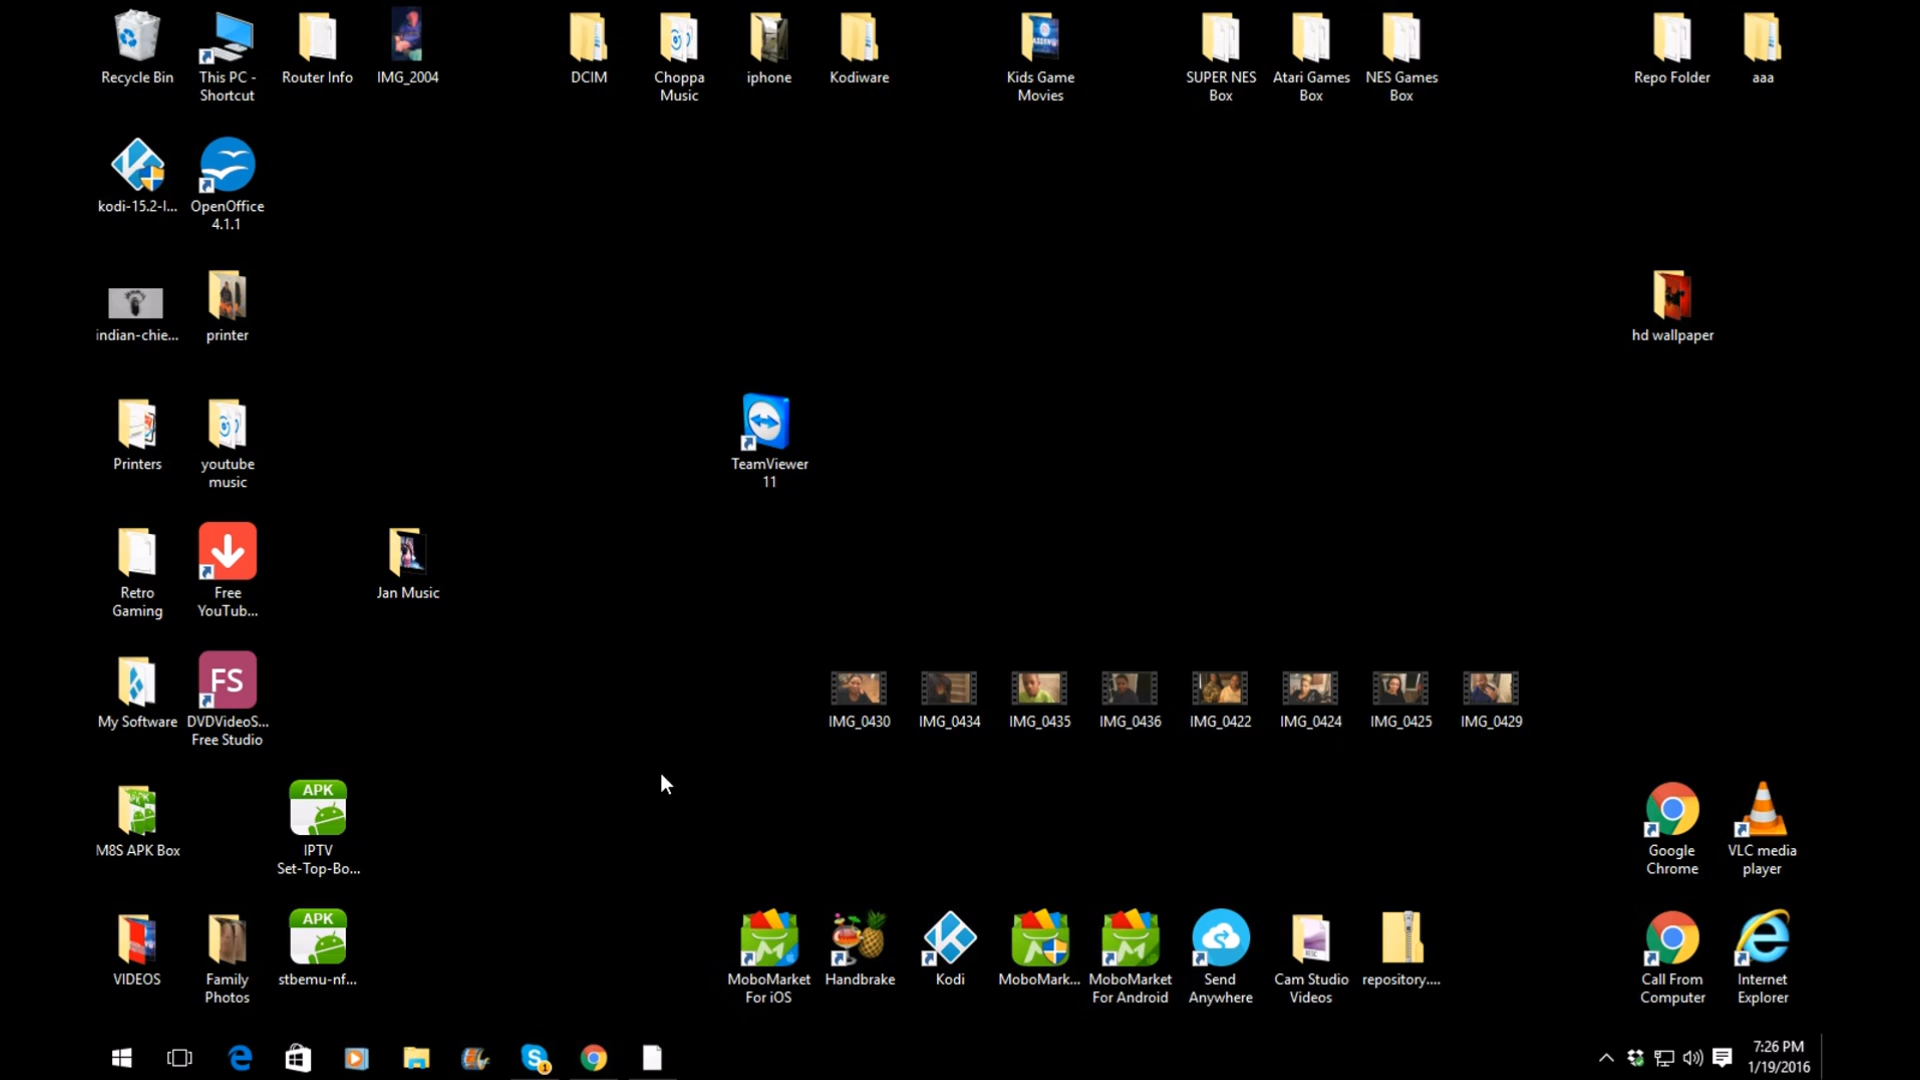 Recycle Bin
This PC -
Shortcut
Router Info
IMG_2004
DCIM
Choppa
Music
iphone
Kodiware
Kids Game
Movies
SUPER NES
Box
Atari Games
Box
NES Games
Box
Repo Folder
aaa
kodi-15.2-I...
OpenOffice
4.1.1
indian-chie...
printer
hd wallpaper
Printers
youtube
music
TeamViewer
11
Retro
Gaming
Free
YouTub...
Jan Music
My Software
FS
DVDVideoS...
Free Studio
IMG_0430
IMG_0434
IMG_0435
IMG_0436
IMG_0422
IMG_0424
IMG_0425
IMG_0429
M8S APK Box
APK
IPTV
Set-Top-Bo...
Google
Chrome
VLC media
player
VIDEOS
Family
Photos
APK
stbemu-nf...
MoboMarket
For iOS
Handbrake
Kodi
MoboMark...
MoboMarket
For Android
Send
Anywhere
Cam Studio
Videos
repository....
Call From
Computer
Internet
Explorer
1
7:26 PM
1/19/2016